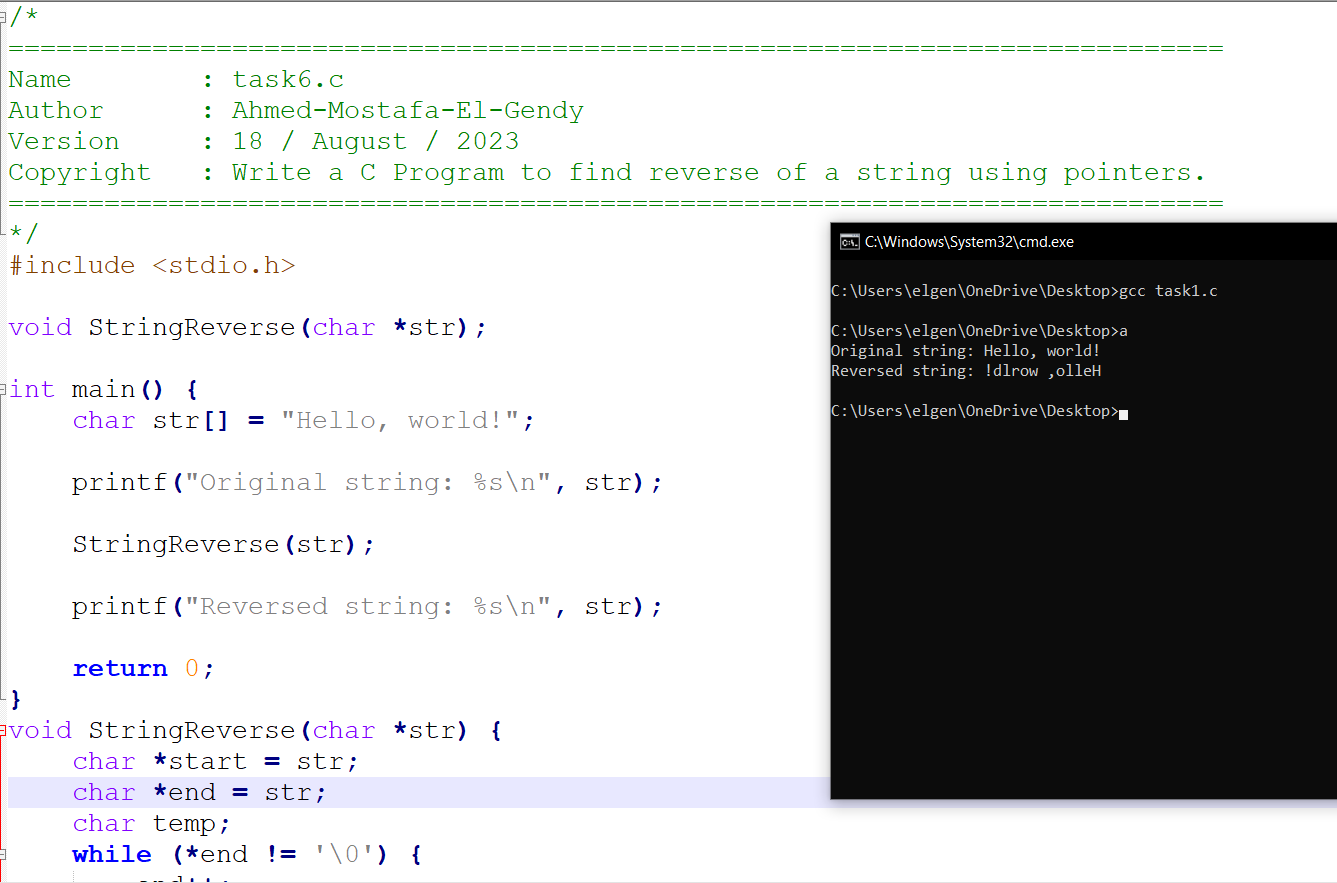 /*
============================================================================
Name        : task6.c
Author      : Ahmed-Mostafa-El-Gendy
Version     : 18 / August / 2023
Copyright   : Write a C Program to find reverse of a string using pointers.
============================================================================
*/
#include <stdio.h>
void StringReverse(char *str);
int main() {
    char str[] = "Hello, world!";
    printf("Original string: %s\n", str);
    StringReverse(str);
    printf("Reversed string: %s\n", str);
    return 0;
}
void StringReverse(char *str) {
    char *start = str;
    char *end = str;
    char temp;
    while (*end != '\0') {
C:\Windows\System32\cmd.exe
C:\Users\elgen\OneDrive\Desktop>gcc task1.c
C:\Users\elgen\OneDrive\Desktop>a
Original string: Hello, world!
Reversed string: !dlrow ,olleH
C:\Users\elgen\OneDrive\Desktop>